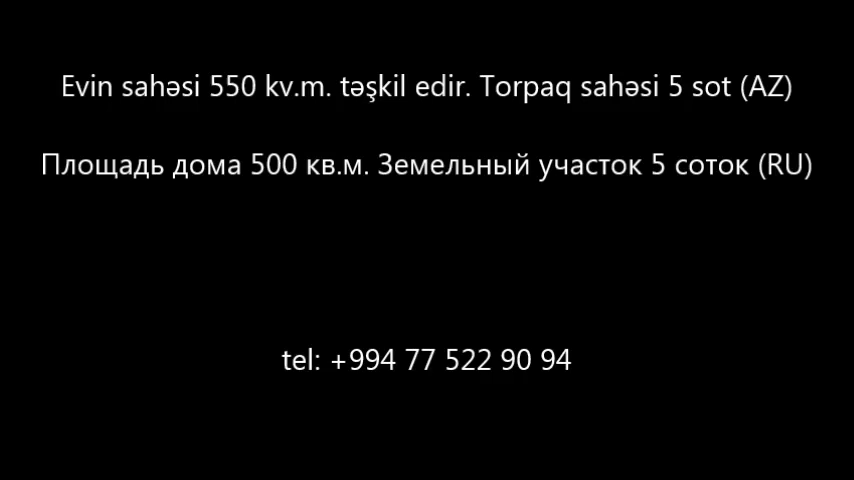 Evin sahəsi 550 kv.m. təşkil edir. Torpaq sahəsi 5 sot (AZ)
Площадь дома 500 кв.м. Земельный участок 5 соток (RU)
tel: +994 77 522 90 94